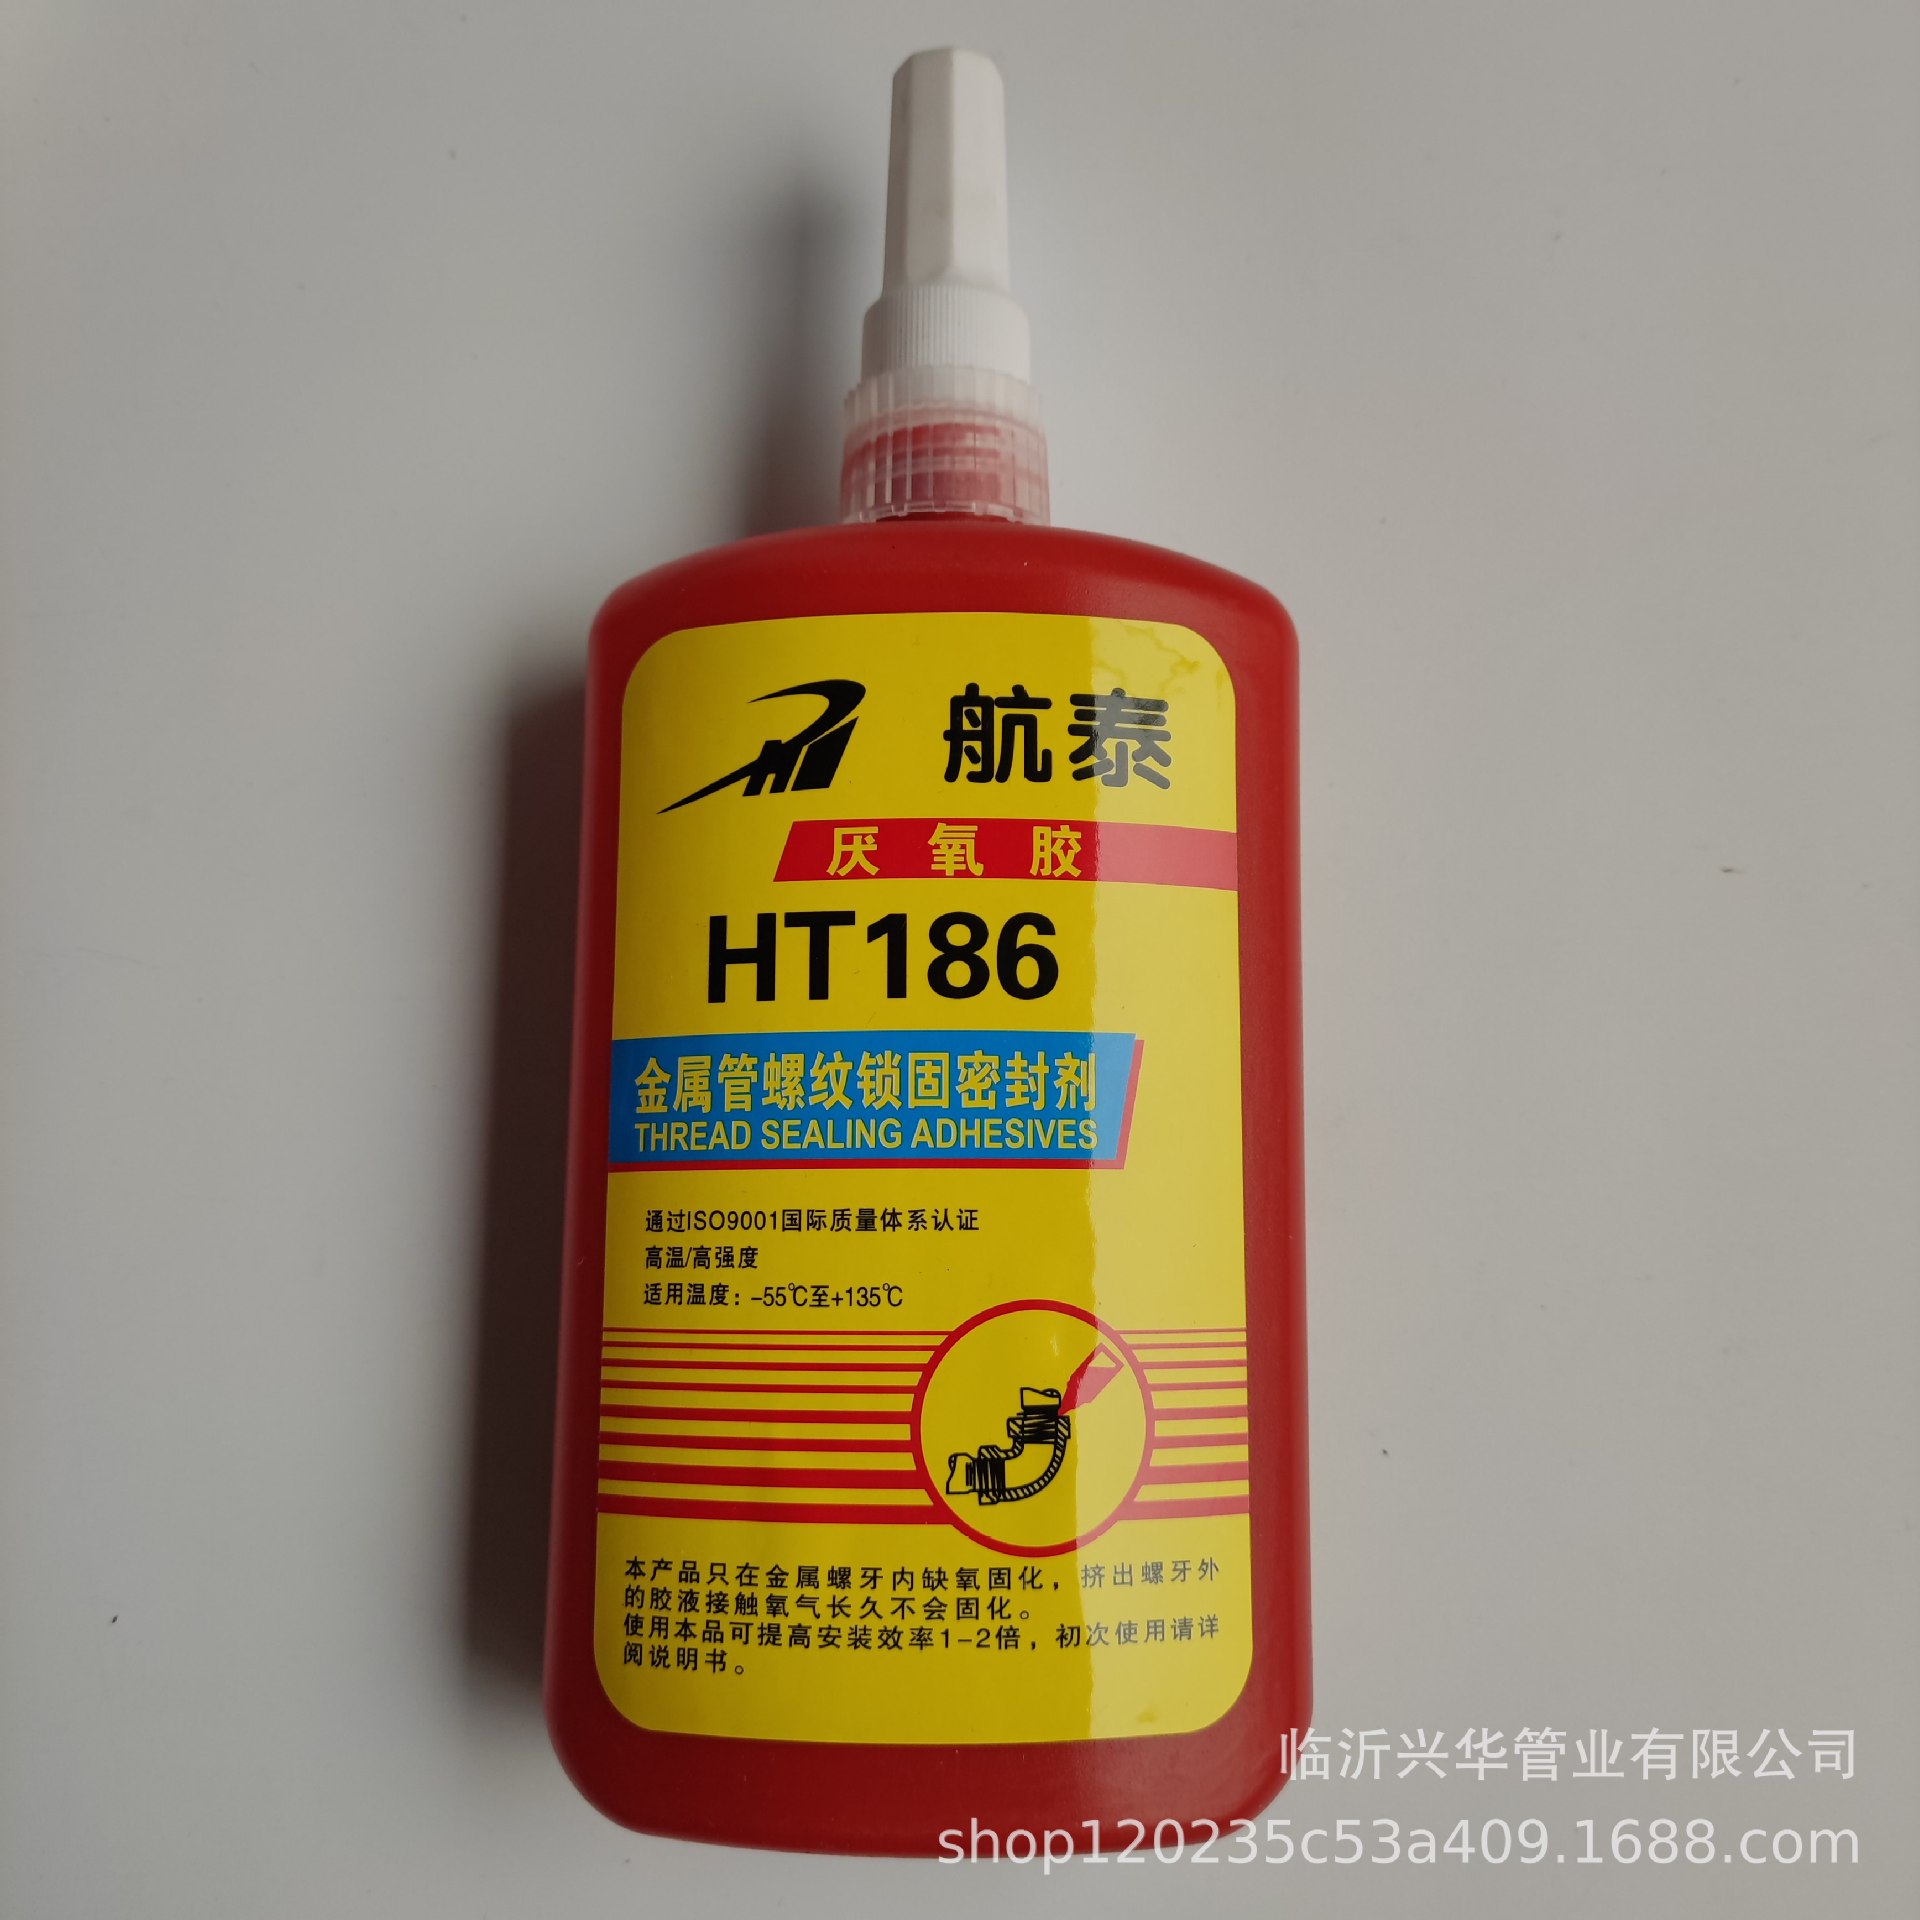 航泰
厌氧胶
HT186
金属管螺纹锁固密封剂
THREAD SEALING ADHESIVES
通过ISO9001国际质量体系认证
高温/高强度
适用温度：-55℃至+135℃
本产品只在金属螺牙内缺氧固化，挤出螺牙外
的胶液接触氧气长久不会固化。
使用本品可提高安装效率1-2倍，初次使用请详
阅说明书。
临沂兴华管业有限公司
shop120235c53a409.1688.com